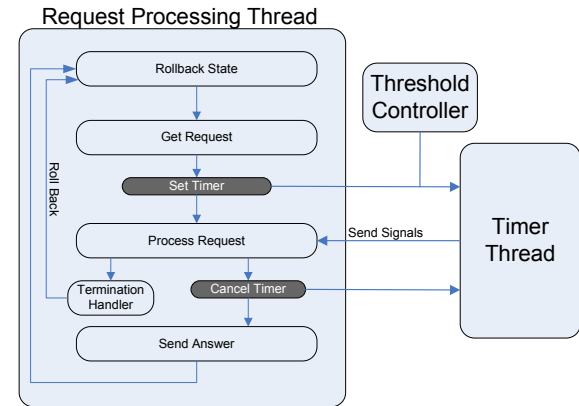 Request Processing Thread
Rollback State
Threshold
Controller
Get Request
Roll Back
Set Timer
Send Signals
Timer
Thread
Process Request
Termination
Handler
Cancel Timer
Send Answer